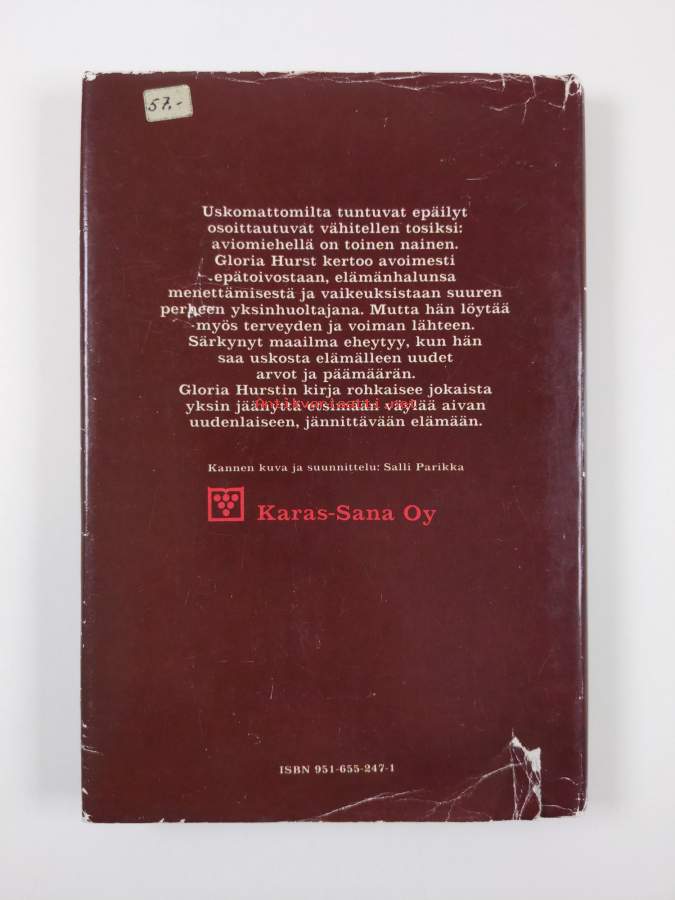 57,-
Uskomattomilta tuntuvat epäilyt
osoittautuvat vähitellen tosiksi:
aviomiehellä on toinen nainen.
Gloria Hurst kertoo avoimesti
epätoivostaan, elämänhalunsa
menettämisestä ja vaikeuksistaan suuren
perheen yksinhuoltajana. Mutta hän löytää
myös terveyden ja voiman lähteen.
Särkynyt maailma eheytyy, kun hän
saa uskosta elämälleen uudet
arvot ja päämäärän.
Gloria Hurstin kirja rohkaisee jokaista
yksin jäänyttä etsimään väylää aivan
Antikvariaatti.net
uudenlaiseen, jännittävään elämään.
Kannen kuva ja suunnittelu: Salli Parikka
Karas-Sana Oy
ISBN 951-655-247-1